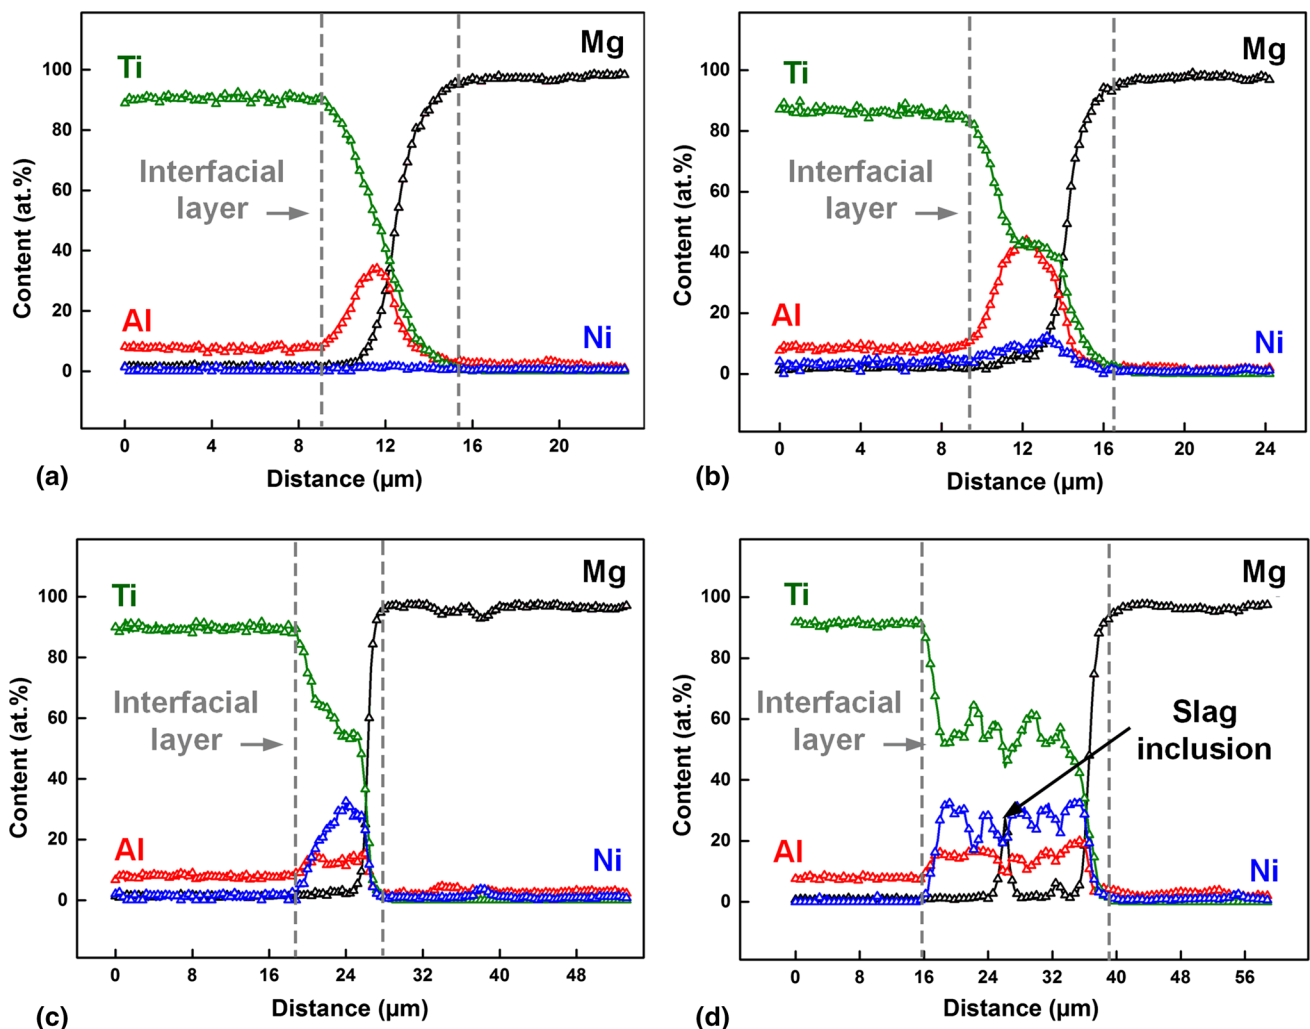 Mg
Ti
100
80
Interfacial
layer
60
40
20
0
Al
Ni
Content (at.%)
0 4 8 12 16 20
Distance (µm)
(a)
Mg
Ti
100
80
Interfacial
layer
60
40
20
0
Al
Ni
Content (at.%)
0 4 8 12 16 20 24
Distance (µm)
(b)
Mg
Ti
100
80
Interfacial
layer
60
40
20
0
Al
Ni
Content (at.%)
0 8 16 24 32 40 48
Distance (µm)
(c)
Mg
Ti
100
80
Interfacial
layer
Slag
inclusion
60
40
20
0
Al
Ni
Content (at.%)
0 8 16 24 32 40 48 56
Distance (µm)
(d)